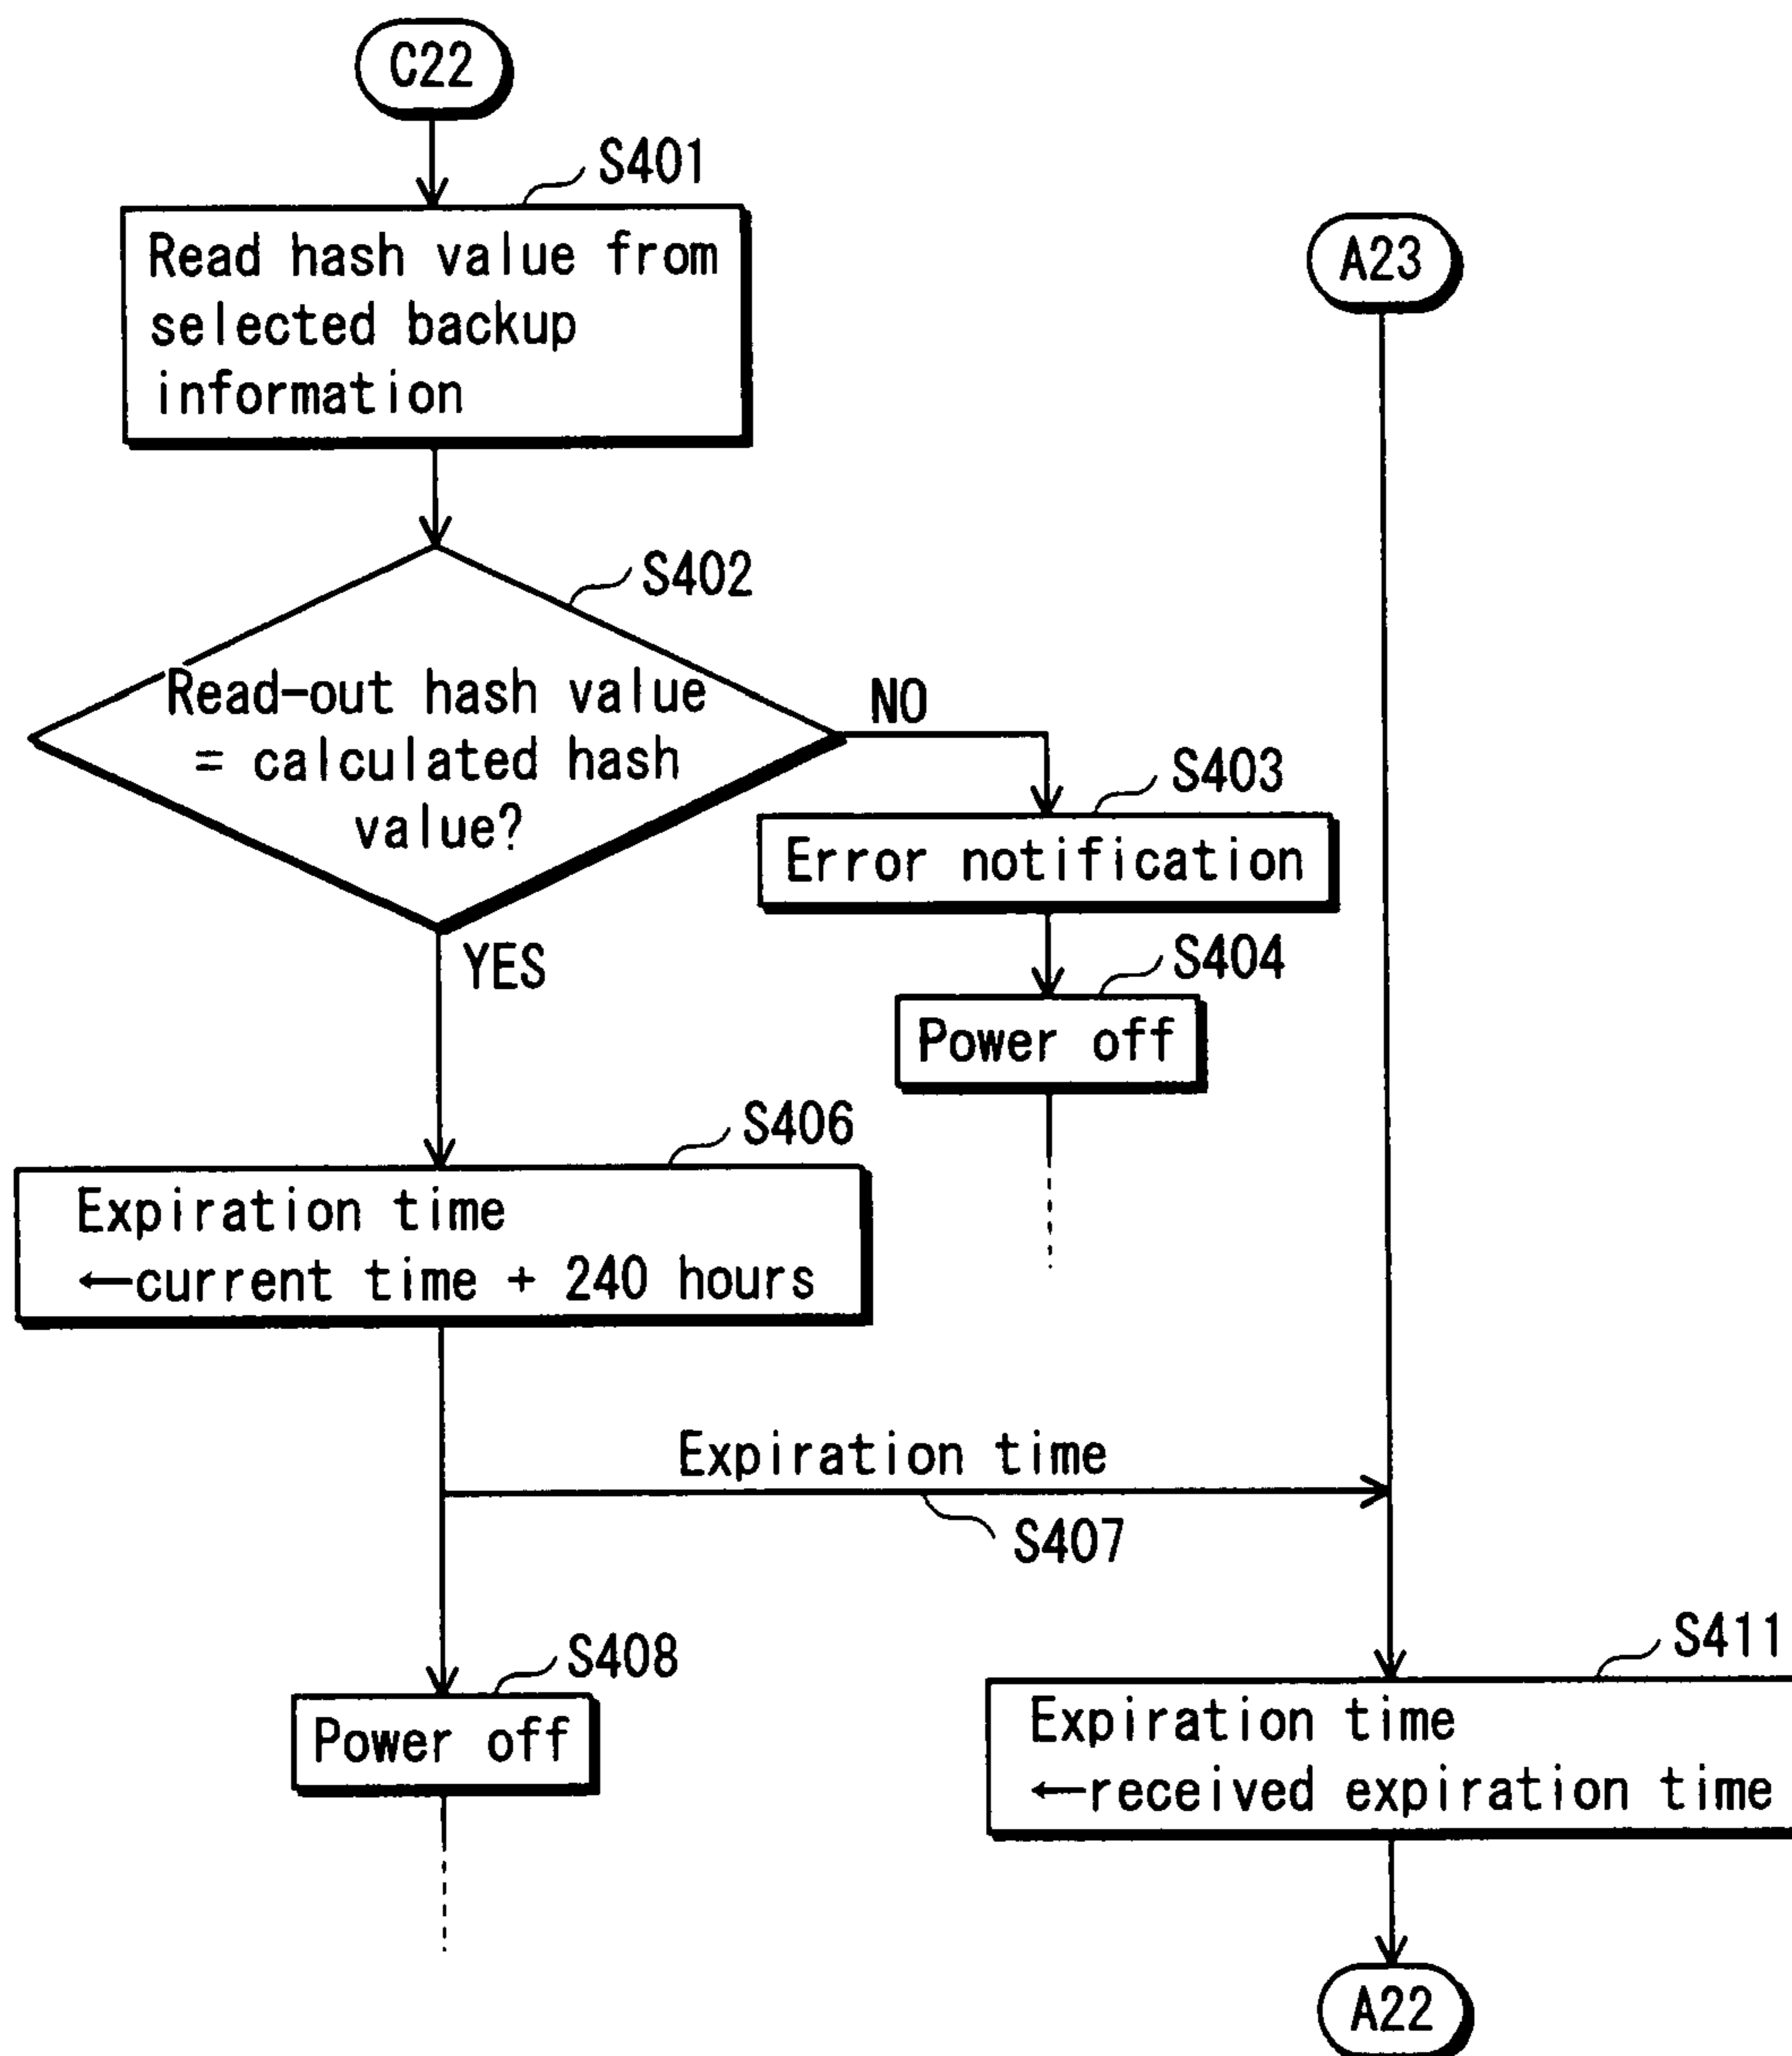 C22
S401
Read hash value from
selected backup
information
A23
S402
Read-out hash value
= calculated hash
value?
NO
S403
Error notification
YES
S404
Power off
S406
Expiration time
←current time + 240 hours
Expiration time
S407
S408
Power off
S411
Expiration time
←received expiration time
A22